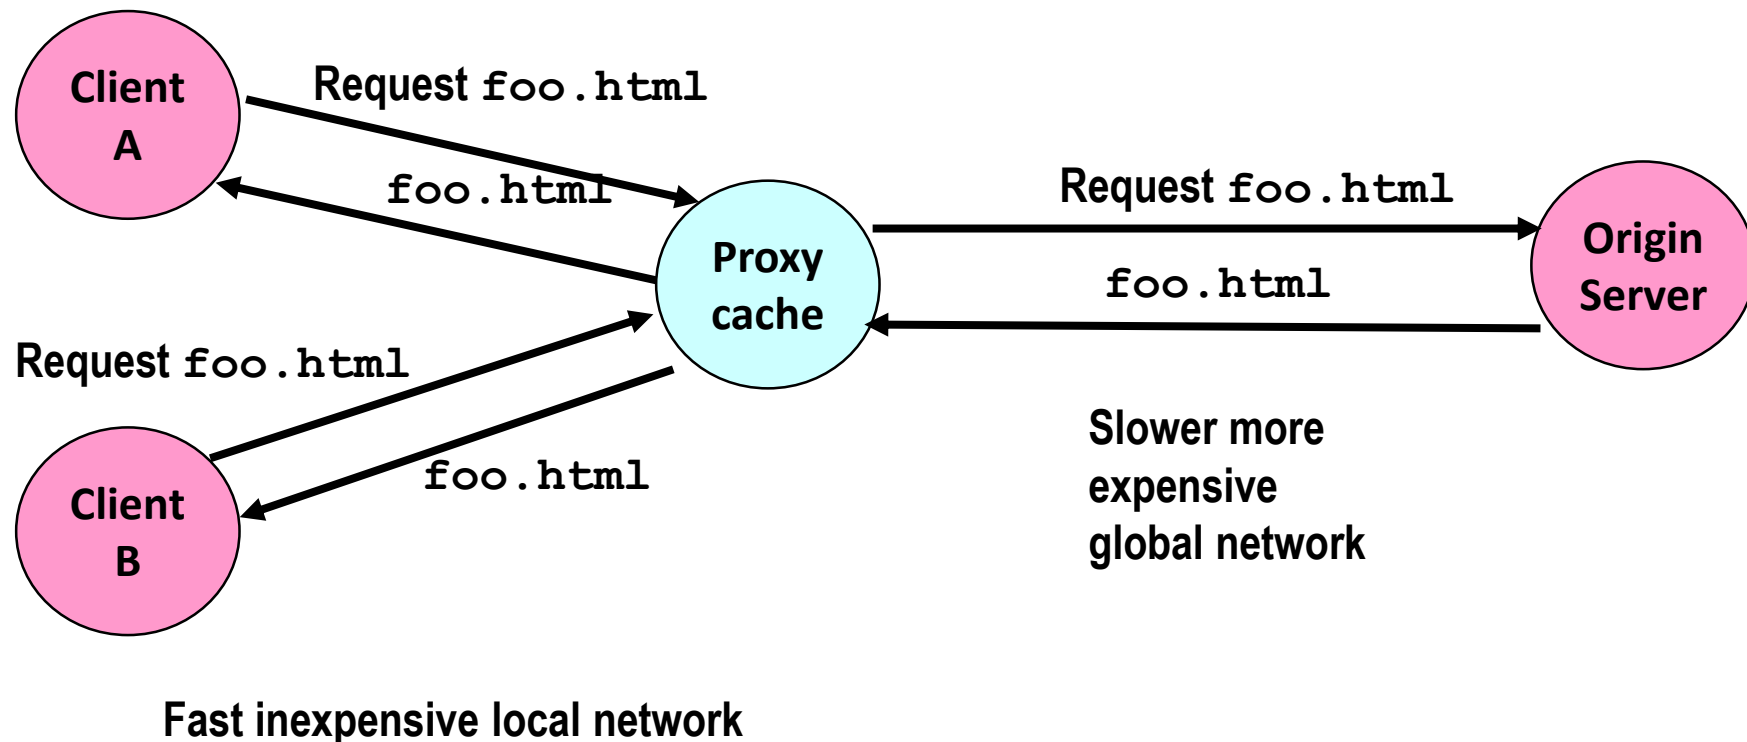 Client
A
Request foo.html
foo.html
Request foo.html
foo.html
Proxy
cache
Request foo.html
foo.html
Origin
Server
Client
B
Slower more
expensive
global network
Fast inexpensive local network